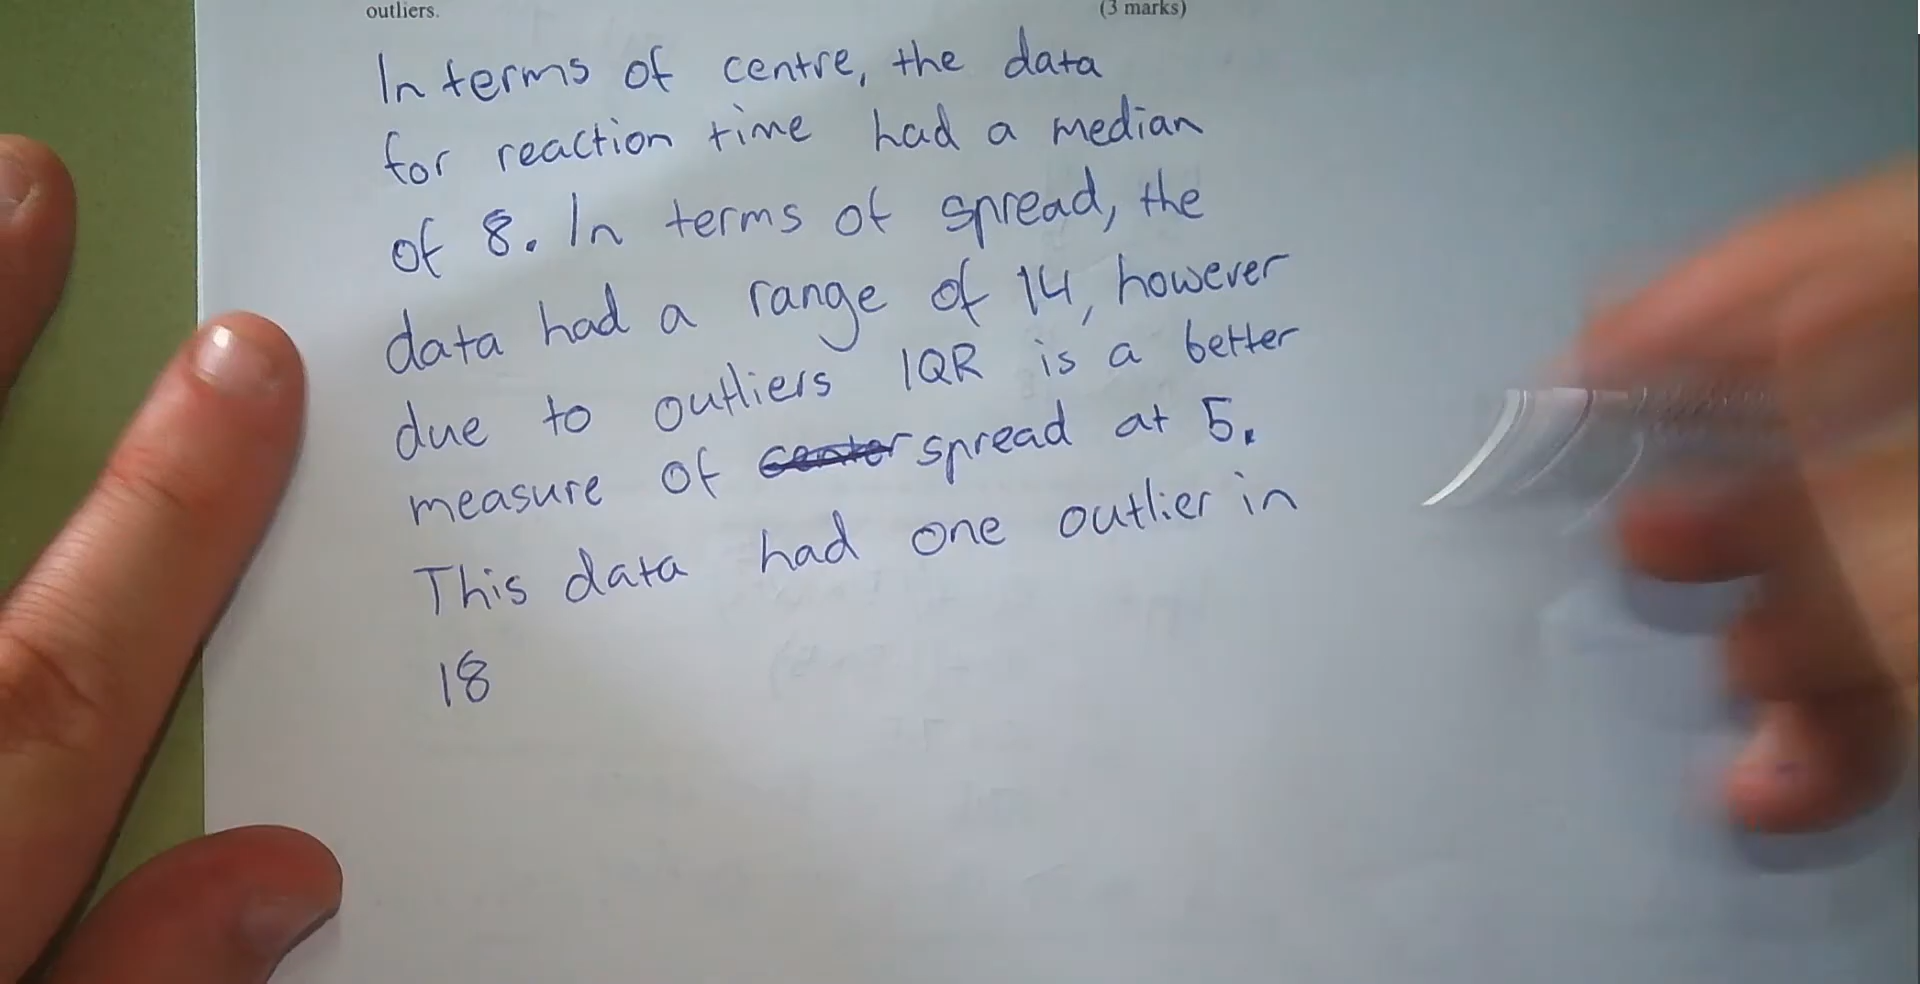 outliers. (3 marks)
In terms of centre, the data
for reaction time had a median
of 8. In terms of spread, the
data had a range of 14, however
due to outliers IQR is a better
measure of center spread at 5.
This data had one outlier in
18